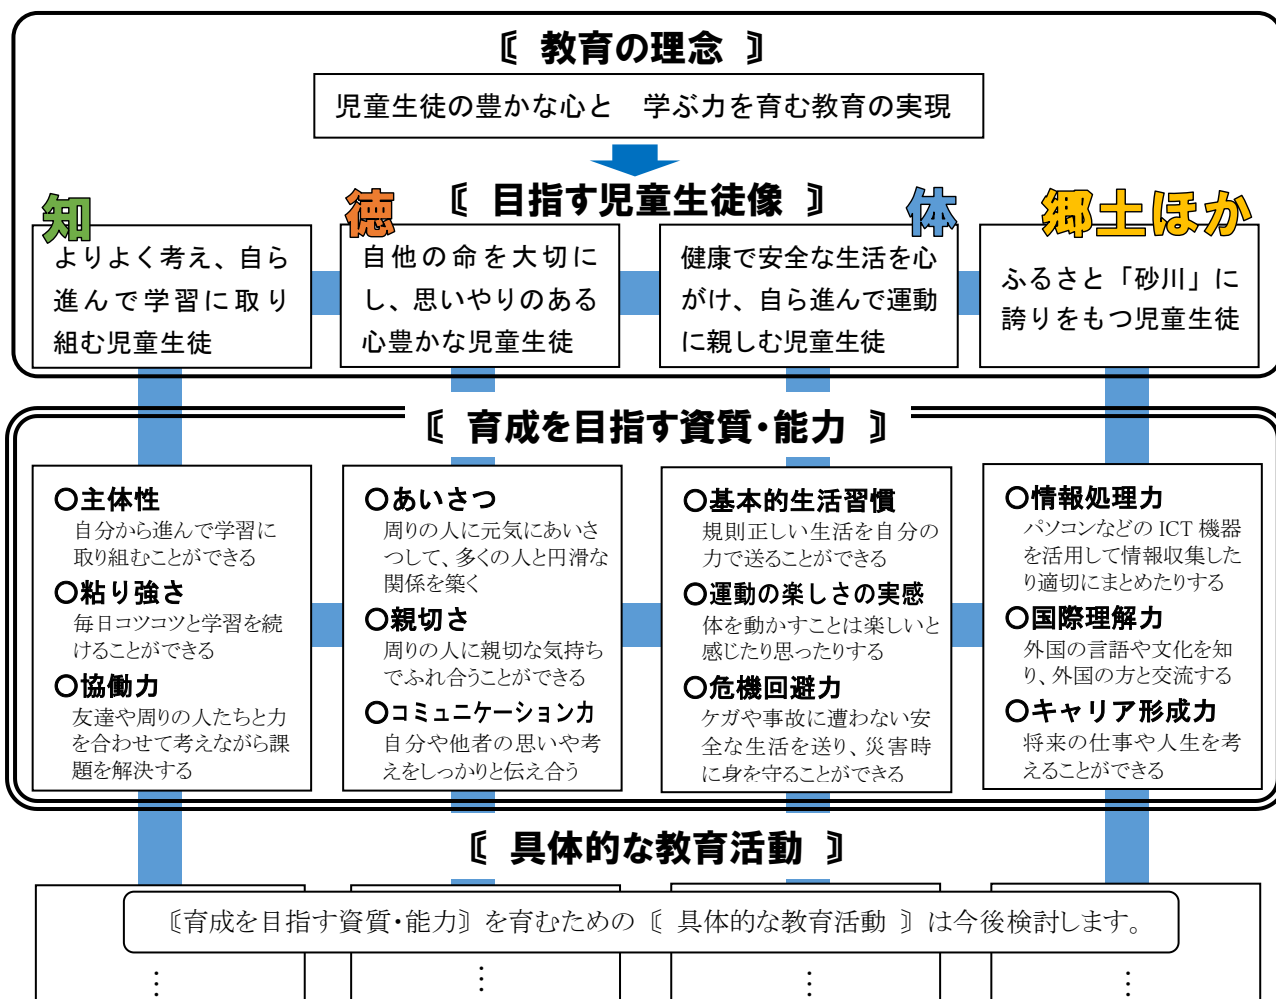 〘 教育の理念 〙
児童生徒の豊かな心と　学ぶ力を育む教育の実現
〘 目指す児童生徒像 〙
知
よりよく考え、自ら
進んで学習に取り
組む児童生徒
徳
自他の命を大切に
し、思いやりのある
心豊かな児童生徒
体
健康で安全な生活を心
がけ、自ら進んで運動
に親しむ児童生徒
郷土ほか
ふるさと「砂川」に
誇りをもつ児童生徒
〘 育成を目指す資質・能力 〙
〇主体性
自分から進んで学習に
取り組むことができる
〇粘り強さ
毎日コツコツと学習を続
けることができる
〇協働力
友達や周りの人たちと力
を合わせて考えながら課
題を解決する
〇あいさつ
周りの人に元気にあいさ
つして、多くの人と円滑な
関係を築く
〇親切さ
周りの人に親切な気持ち
でふれ合うことができる
〇コミュニケーション力
自分や他者の思いや考
えをしっかりと伝え合う
〇基本的生活習慣
規則正しい生活を自分の
力で送ることができる
〇運動の楽しさの実感
体を動かすことは楽しいと
感じたり思ったりする
〇危機回避力
ケガや事故に遭わない安
全な生活を送り、災害時
に身を守ることができる
〇情報処理力
パソコンなどの ICT 機器
を活用して情報収集した
り適切にまとめたりする
〇国際理解力
外国の言語や文化を知
り、外国の方と交流する
〇キャリア形成力
将来の仕事や人生を考
えることができる
〘 具体的な教育活動 〙
〘育成を目指す資質・能力〙を育むための〘 具体的な教育活動 〙は今後検討します。
⋮
⋮
⋮
⋮